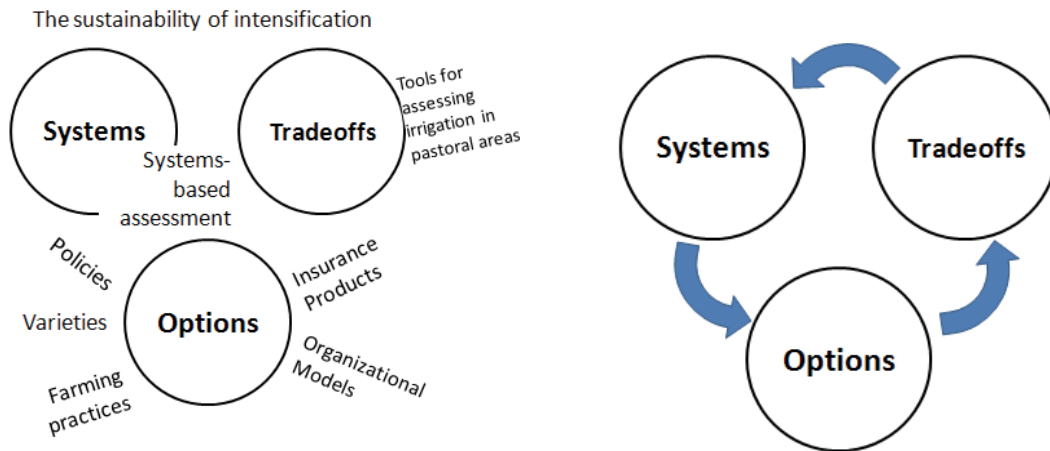 The sustainability of intensification
Systems
Tradeoffs
Tools for
assessing
irrigation in
pastoral areas
Systems-
based
assessment
Policies
Varieties
Farming
practices
Options
Insurance
Products
Organizational
Models
Systems
Tradeoffs
Options